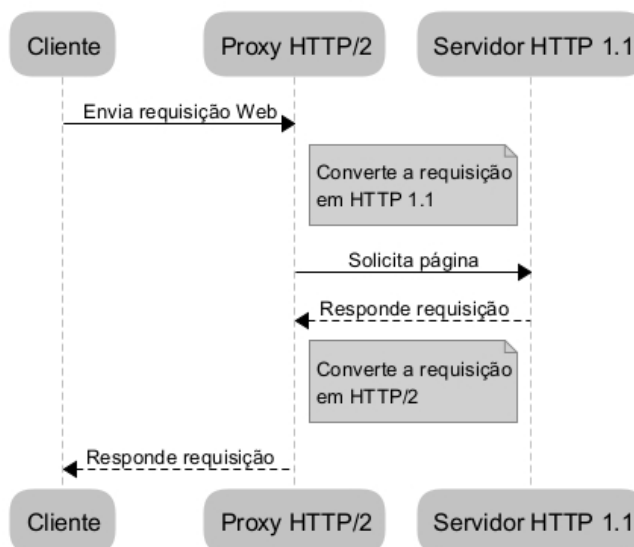 Cliente
Proxy HTTP/2
Servidor HTTP 1.1
Envia requisição Web
Converte a requisição
em HTTP 1.1
Solicita página
Responde requisição
Converte a requisição
em HTTP/2
Responde requisição
Cliente
Proxy HTTP/2
Servidor HTTP 1.1